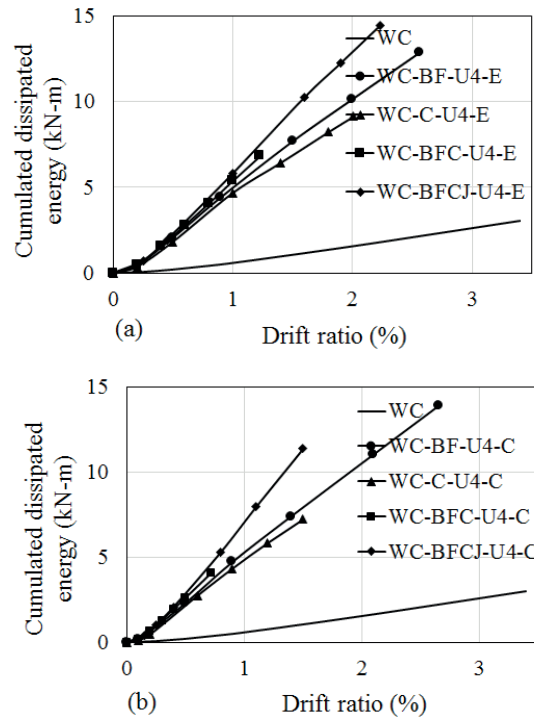 Cumulated dissipated
energy (kN-m)
15
10
5
0
WC
WC-BF-U4-E
WC-C-U4-E
WC-BFC-U4-E
WC-BFCJ-U4-E
0 1 2 3
(a)
Drift ratio (%)
Cumulated dissipated
energy (kN-m)
15
10
5
0
WC
WC-BF-U4-C
WC-C-U4-C
WC-BFC-U4-C
WC-BFCJ-U4-C
0 1 2 3
(b)
Drift ratio (%)